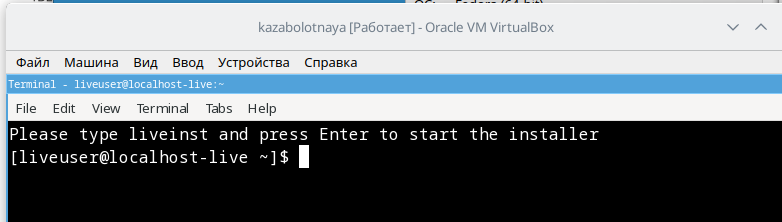 kazabolotnaya [Работает] - Oracle VM VirtualBox
Файл Машина Вид Ввод Устройства Справка
Terminal - liveuser@localhost-live:~
File Edit View Terminal Tabs Help
Please type liveinst and press Enter to start the installer
[liveuser@localhost-live ~]$